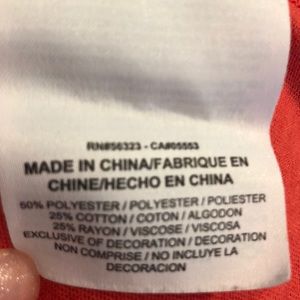 RN#56323 - CA#05553
MADE IN CHINA/FABRIQUE EN
CHINE/HECHO EN CHINA
50% POLYESTER / POLYESTER / POLIESTER
25% COTTON / COTON / ALGODON
25% RAYON / VISCOSE / VISCOSA
EXCLUSIVE OF DECORATION / DECORATION
NON COMPRISE / NO INCLUYE LA
DECORACION